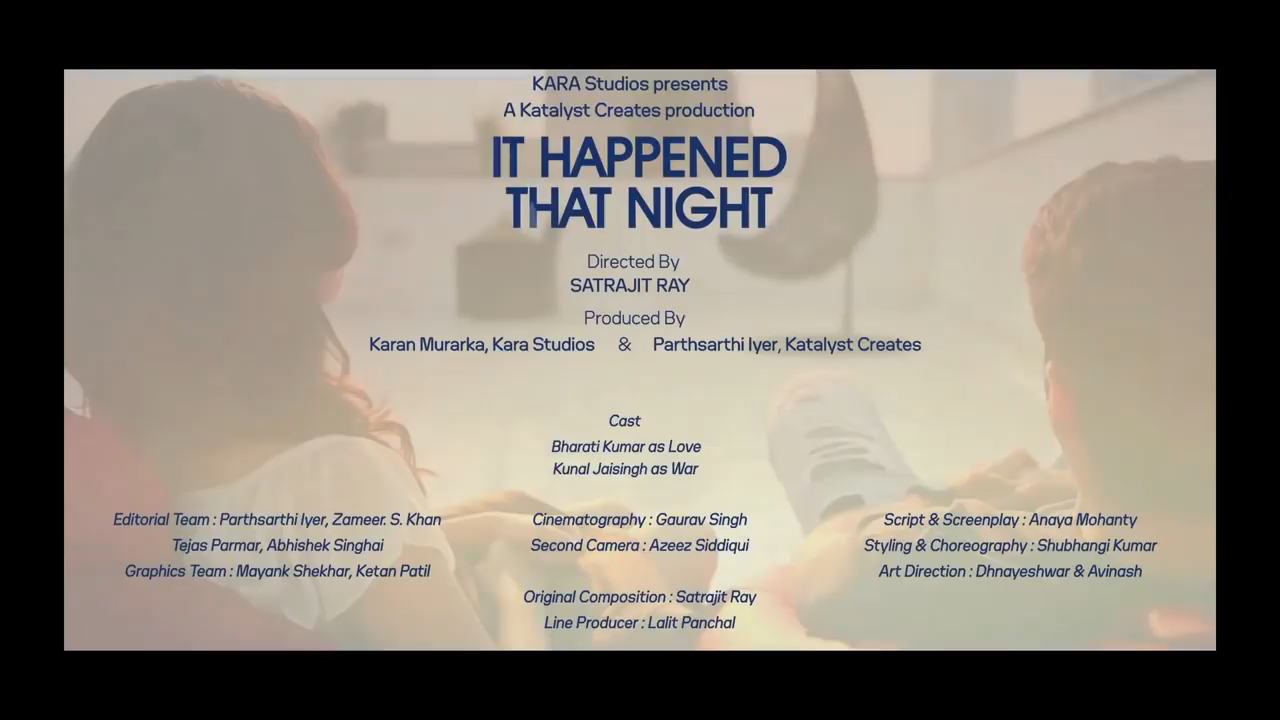 KARA Studios presents
A Katalyst Creates production
IT HAPPENED
THAT NIGHT
Directed By
SATRAJIT RAY
Produced By
Karan Murarka, Kara Studios & Parthsarthi Iyer, Katalyst Creates
Cast
Bharati Kumar as Love
Kunal Jaisingh as War
Editorial Team : Parthsarthi Iyer, Zameer. S. Khan
Tejas Parmar, Abhishek Singhai
Graphics Team : Mayank Shekhar, Ketan Patil
Cinematography : Gaurav Singh
Second Camera : Azeez Siddiqui
Original Composition : Satrajit Ray
Line Producer : Lalit Panchal
Script & Screenplay : Anaya Mohanty
Styling & Choreography : Shubhangi Kumar
Art Direction : Dhnayeshwar & Avinash